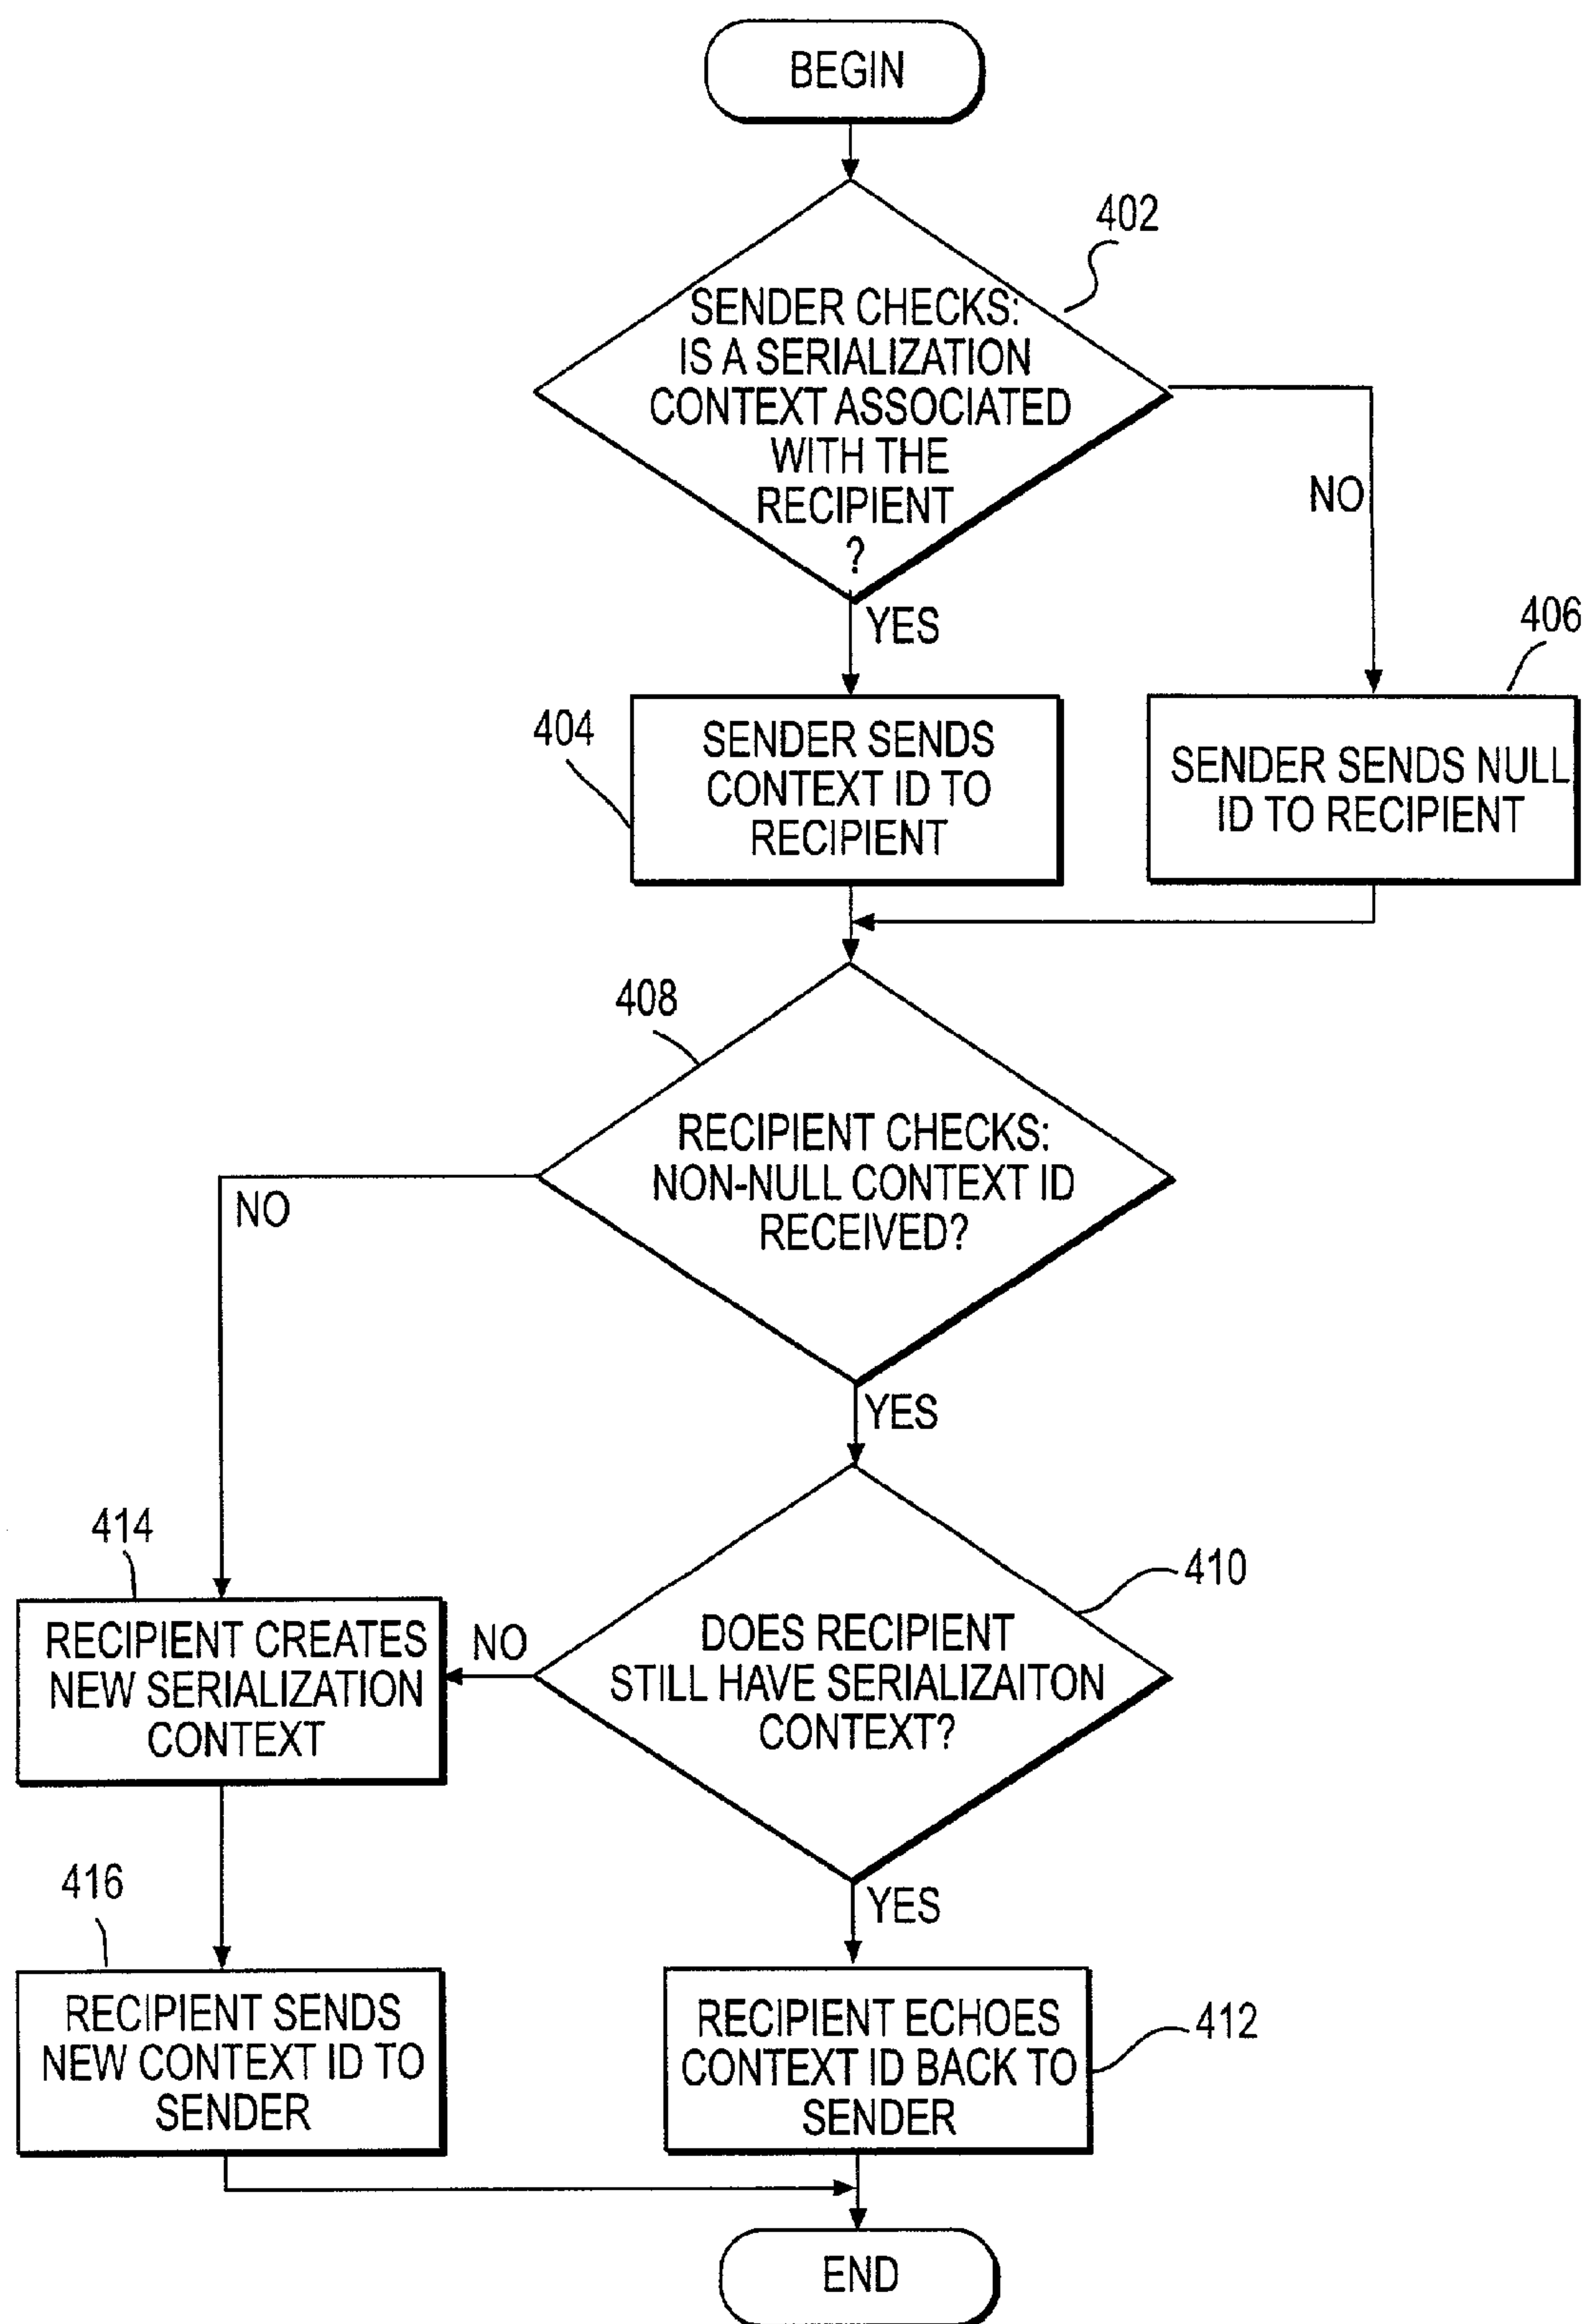 BEGIN
402
SENDER CHECKS:
IS A SERIALIZATION
CONTEXT ASSOCIATED
WITH THE
RECIPIENT
?
NO
YES
406
404
SENDER SENDS
CONTEXT ID TO
RECIPIENT
SENDER SENDS NULL
ID TO RECIPIENT
408
RECIPIENT CHECKS:
NON-NULL CONTEXT ID
RECEIVED?
NO
YES
414
410
RECIPIENT CREATES
NEW SERIALIZATION
CONTEXT
NO
DOES RECIPIENT
STILL HAVE SERIALIZAITON
CONTEXT?
416
YES
RECIPIENT SENDS
NEW CONTEXT ID TO
SENDER
RECIPIENT ECHOES
CONTEXT ID BACK TO
SENDER
412
END